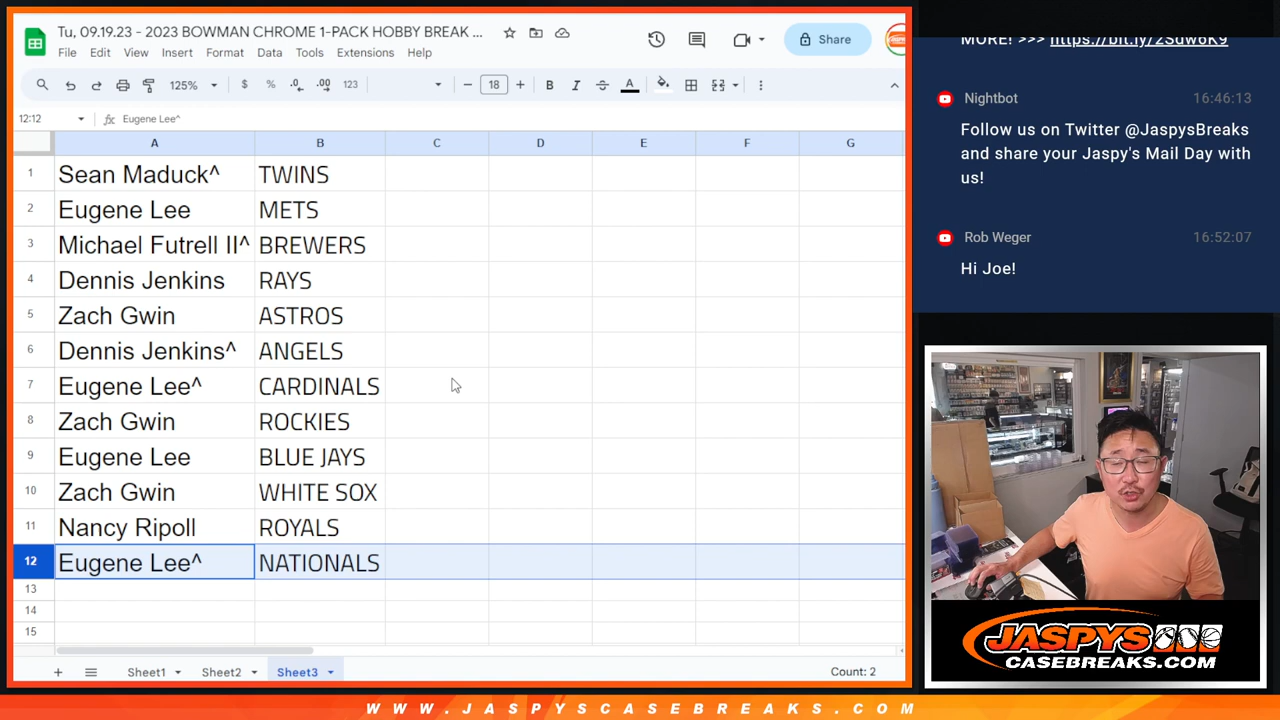 Tu, 09.19.23 - 2023 BOWMAN CHROME 1-PACK HOBBY BREAK ...
File Edit View Insert Format Data Tools Extensions Help
Share
125% $ % .0 .00 123 18 B I A
12:12 fx Eugene Lee^
A B C D E F G
1 Sean Maduck^ TWINS
2 Eugene Lee METS
3 Michael Futrell II^ BREWERS
4 Dennis Jenkins RAYS
5 Zach Gwin ASTROS
6 Dennis Jenkins^ ANGELS
7 Eugene Lee^ CARDINALS
8 Zach Gwin ROCKIES
9 Eugene Lee BLUE JAYS
10 Zach Gwin WHITE SOX
11 Nancy Ripoll ROYALS
12 Eugene Lee^ NATIONALS
13
14
15
Sheet1 Sheet2 Sheet3 Count: 2
MORE! >>> https://bit.ly/2Sdw6K9
Nightbot 16:46:13
Follow us on Twitter @JaspysBreaks
and share your Jaspy's Mail Day with
us!
Rob Weger 16:52:07
Hi Joe!
JASPYS
CASEBREAKS.COM
WWW.JASPYSCASEBREAKS.COM